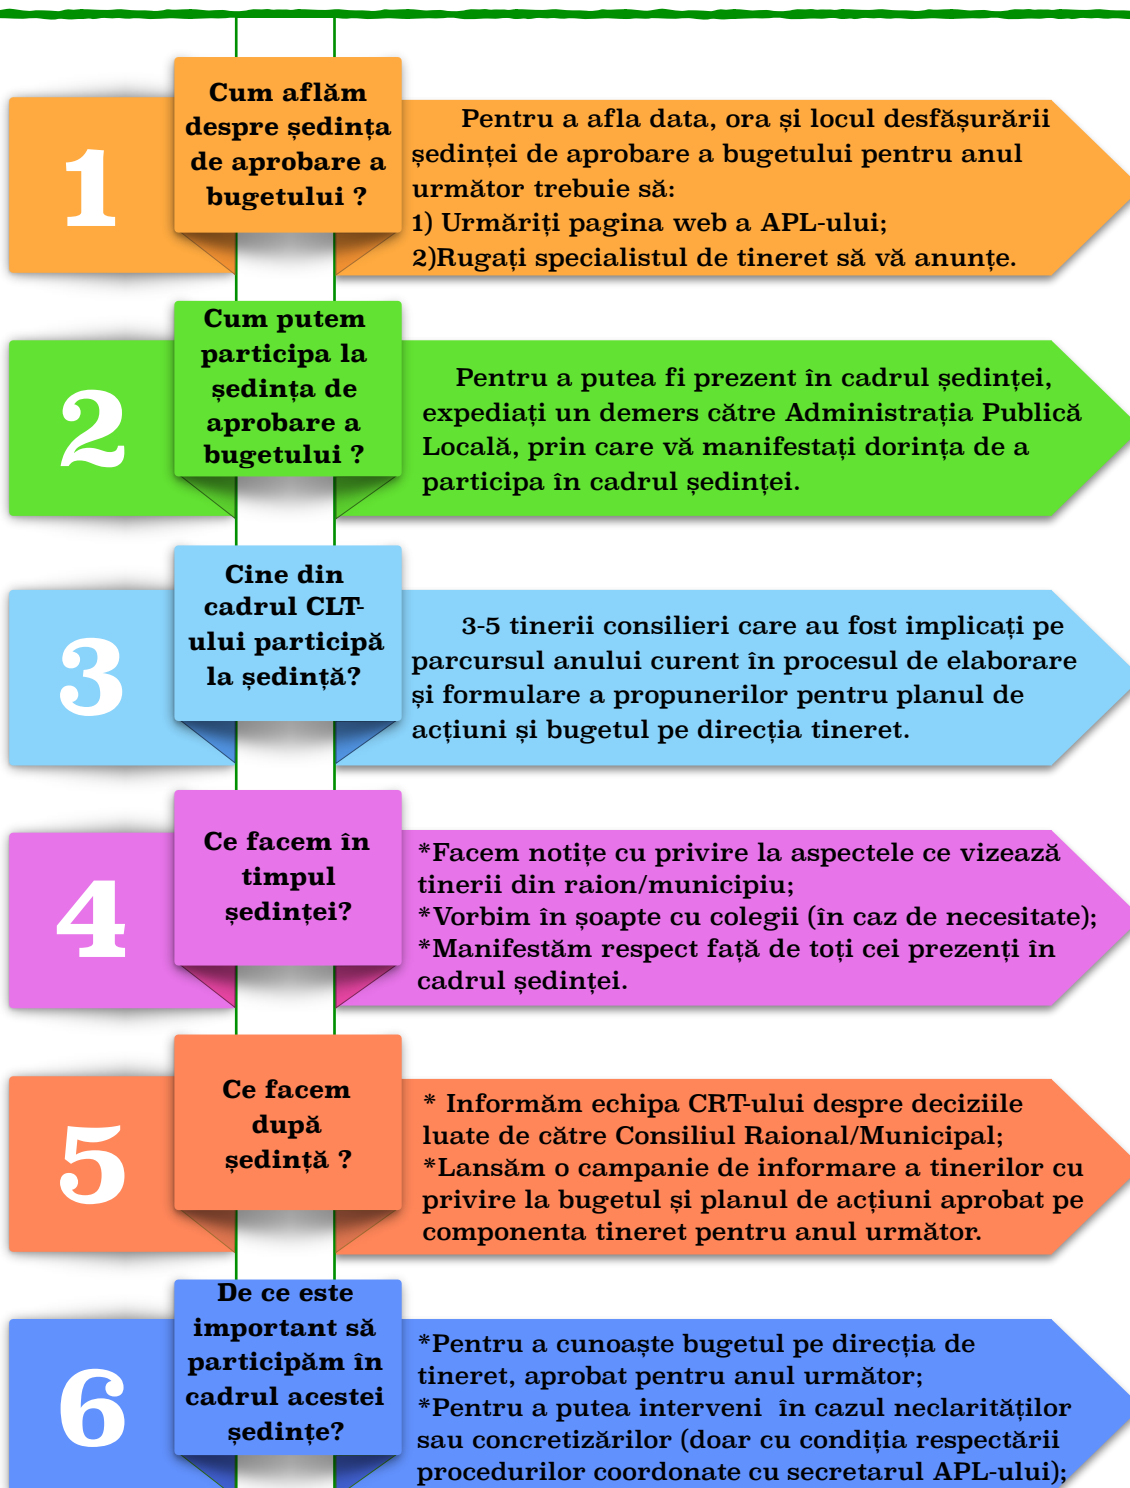 1
Cum aflăm
despre ședința
de aprobare a
bugetului ?
Pentru a afla data, ora și locul desfășurării
ședinței de aprobare a bugetului pentru anul
următor trebuie să:
1) Urmăriți pagina web a APL-ului;
2)Rugați specialistul de tineret să vă anunțe.
2
Cum putem
participa la
ședința de
aprobare a
bugetului ?
Pentru a putea fi prezent în cadrul ședinței,
expediați un demers către Administrația Publică
Locală, prin care vă manifestați dorința de a
participa în cadrul ședinței.
3
Cine din
cadrul CLT-
ului participă
la ședință?
3-5 tinerii consilieri care au fost implicați pe
parcursul anului curent în procesul de elaborare
și formulare a propunerilor pentru planul de
acțiuni și bugetul pe direcția tineret.
4
Ce facem în
timpul
ședinței?
*Facem notițe cu privire la aspectele ce vizează
tinerii din raion/municipiu;
*Vorbim în șoapte cu colegii (în caz de necesitate);
*Manifestăm respect față de toți cei prezenți în
cadrul ședinței.
5
Ce facem
după
ședință ?
* Informăm echipa CRT-ului despre deciziile
luate de către Consiliul Raional/Municipal;
*Lansăm o campanie de informare a tinerilor cu
privire la bugetul și planul de acțiuni aprobat pe
componenta tineret pentru anul următor.
6
De ce este
important să
participăm în
cadrul acestei
ședințe?
*Pentru a cunoaște bugetul pe direcția de
tineret, aprobat pentru anul următor;
*Pentru a putea interveni  în cazul neclarităților
sau concretizărilor (doar cu condiția respectării
procedurilor coordonate cu secretarul APL-ului);